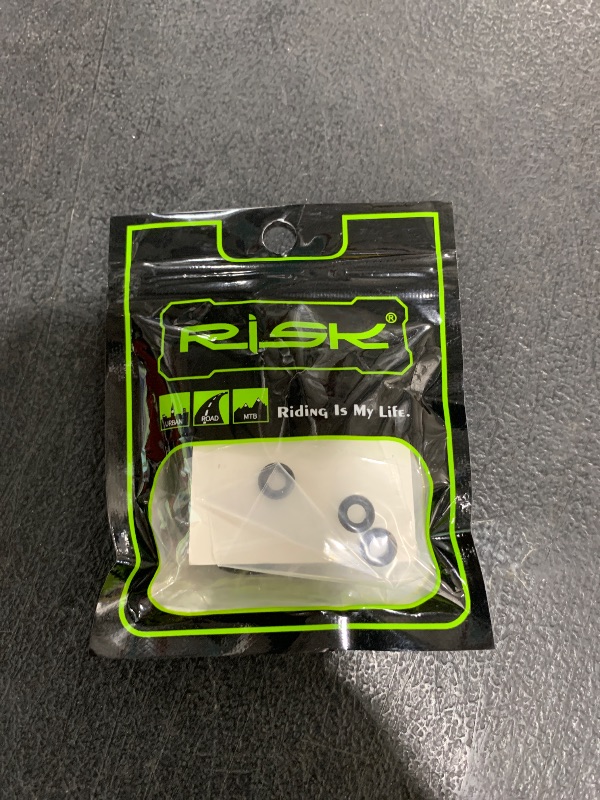 RiSK®
URBAN
ROAD
MTB
Riding Is My Life.